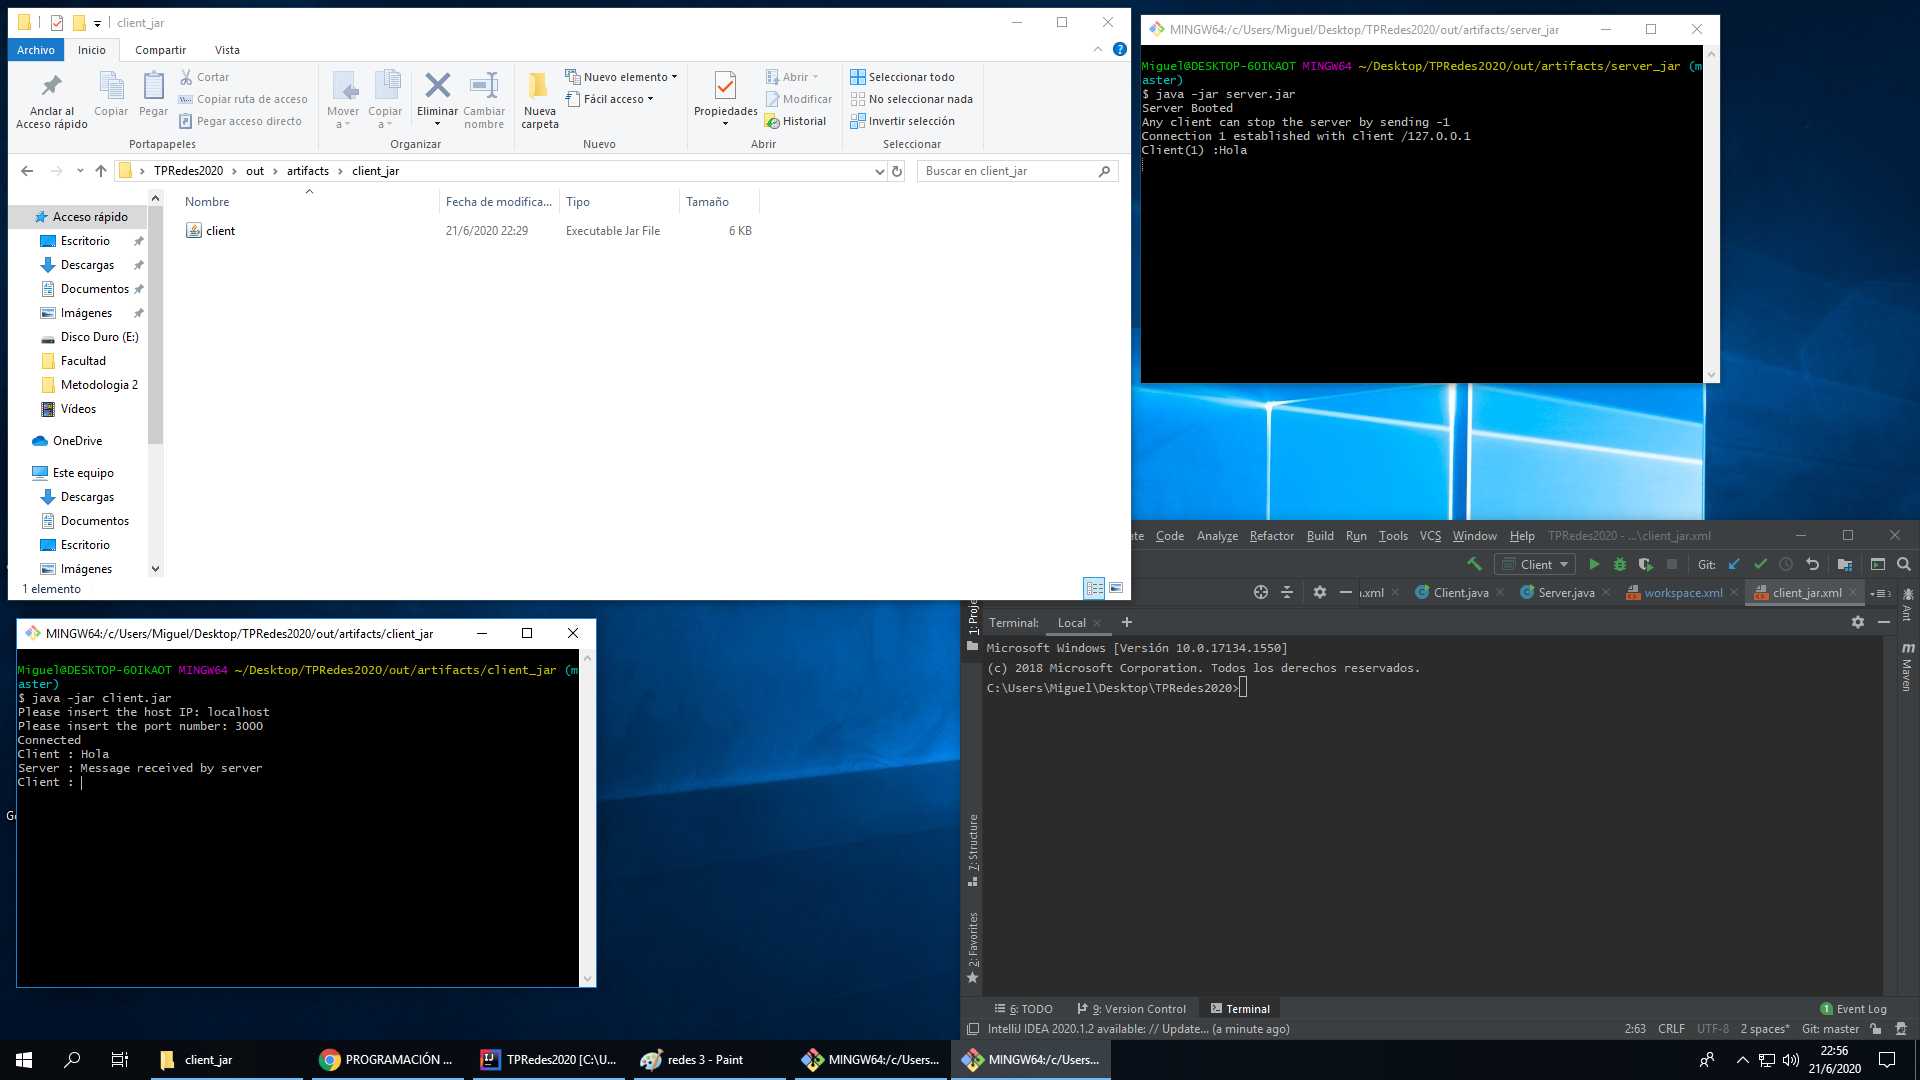 client_jar
Archivo Inicio Compartir Vista
Anclar al Acceso rápido
Copiar
Pegar
Cortar
Copiar ruta de acceso
Pegar acceso directo
Portapapeles
Mover a
Copiar a
Eliminar
Cambiar nombre
Organizar
Nueva carpeta
Nuevo elemento
Fácil acceso
Nuevo
Propiedades
Abrir
Modificar
Historial
Abrir
Seleccionar todo
No seleccionar nada
Invertir selección
Seleccionar
TPRedes2020 › out › artifacts › client_jar
Buscar en client_jar
Nombre Fecha de modifica... Tipo Tamaño
client 21/6/2020 22:29 Executable Jar File 6 KB
Acceso rápido
Escritorio
Descargas
Documentos
Imágenes
Disco Duro (E:)
Facultad
Metodologia 2
Vídeos
OneDrive
Este equipo
Descargas
Documentos
Escritorio
Imágenes
1 elemento
MINGW64:/c/Users/Miguel/Desktop/TPRedes2020/out/artifacts/server_jar
Miguel@DESKTOP-6OIKAOT MINGW64 ~/Desktop/TPRedes2020/out/artifacts/server_jar (m
aster)
$ java -jar server.jar
Server Booted
Any client can stop the server by sending -1
Connection 1 established with client /127.0.0.1
Client(1) :Hola
MINGW64:/c/Users/Miguel/Desktop/TPRedes2020/out/artifacts/client_jar
Miguel@DESKTOP-6OIKAOT MINGW64 ~/Desktop/TPRedes2020/out/artifacts/client_jar (m
aster)
$ java -jar client.jar
Please insert the host IP: localhost
Please insert the port number: 3000
Connected
Client : Hola
Server : Message received by server
Client :
ate Code Analyze Refactor Build Run Tools VCS Window Help TPRedes2020 - ...\client_jar.xml
Client Git:
.xml Client.java Server.java workspace.xml client_jar.xml
1: Proje
Ant
Maven
Terminal: Local +
Microsoft Windows [Versión 10.0.17134.1550]
(c) 2018 Microsoft Corporation. Todos los derechos reservados.
C:\Users\Miguel\Desktop\TPRedes2020>
7: Structure
2: Favorites
6: TODO 9: Version Control Terminal 1 Event Log
IntelliJ IDEA 2020.1.2 available: // Update... (a minute ago) 2:63 CRLF UTF-8 2 spaces* Git: master
client_jar PROGRAMACIÓN ... TPRedes2020 [C:\U... redes 3 - Paint MINGW64:/c/Users... MINGW64:/c/Users...
22:56
21/6/2020